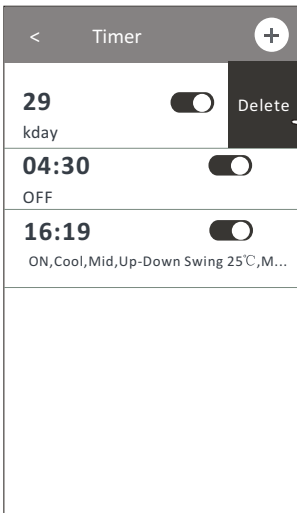 < Timer +
29 Delete
kday
04:30
OFF
16:19
ON,Cool,Mid,Up-Down Swing 25℃,M...